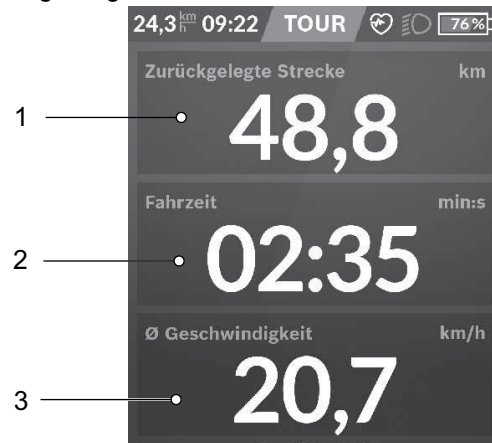 24,3 km/h 09:22 TOUR 76 %
Zurückgelegte Strecke km
1
48,8
Fahrzeit min:s
2
02:35
Ø Geschwindigkeit km/h
3
20,7